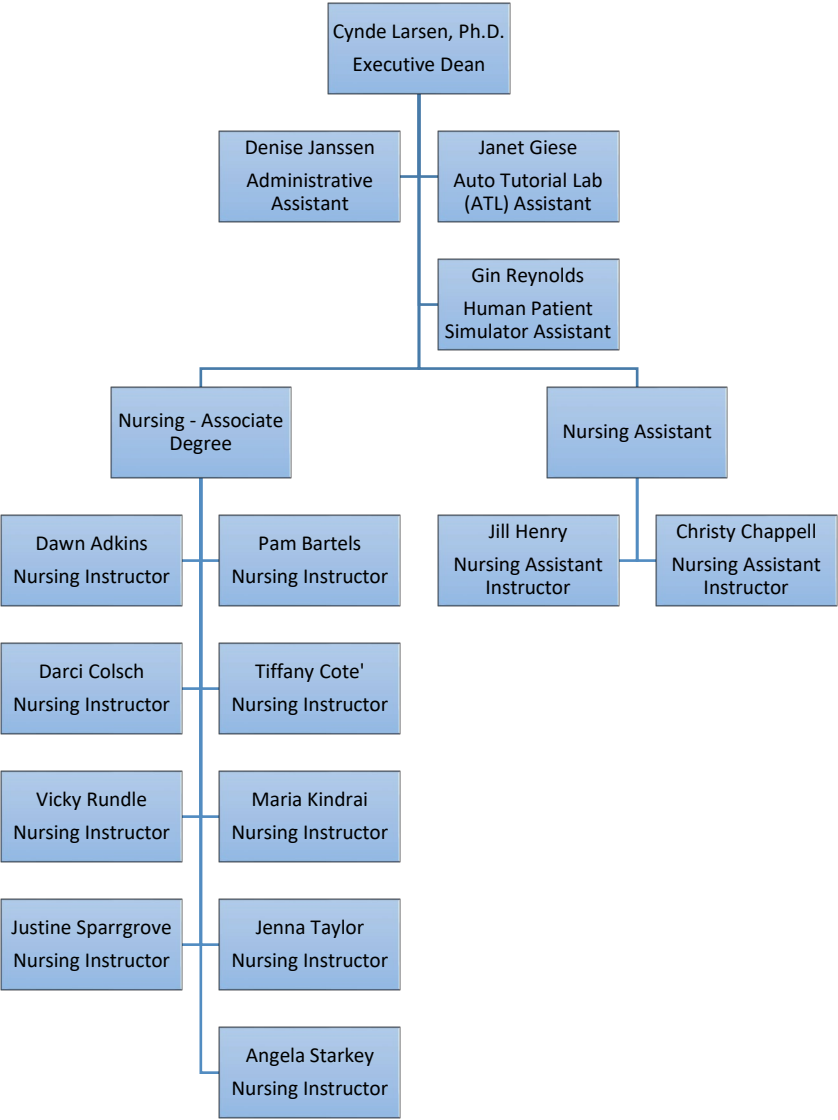 Cynde Larsen, Ph.D.
Executive Dean
Denise Janssen
Administrative
Assistant
Janet Giese
Auto Tutorial Lab
(ATL) Assistant
Gin Reynolds
Human Patient
Simulator Assistant
Nursing - Associate
Degree
Nursing Assistant
Dawn Adkins
Nursing Instructor
Pam Bartels
Nursing Instructor
Jill Henry
Nursing Assistant
Instructor
Christy Chappell
Nursing Assistant
Instructor
Darci Colsch
Nursing Instructor
Tiffany Cote'
Nursing Instructor
Vicky Rundle
Nursing Instructor
Maria Kindrai
Nursing Instructor
Justine Sparrgrove
Nursing Instructor
Jenna Taylor
Nursing Instructor
Angela Starkey
Nursing Instructor